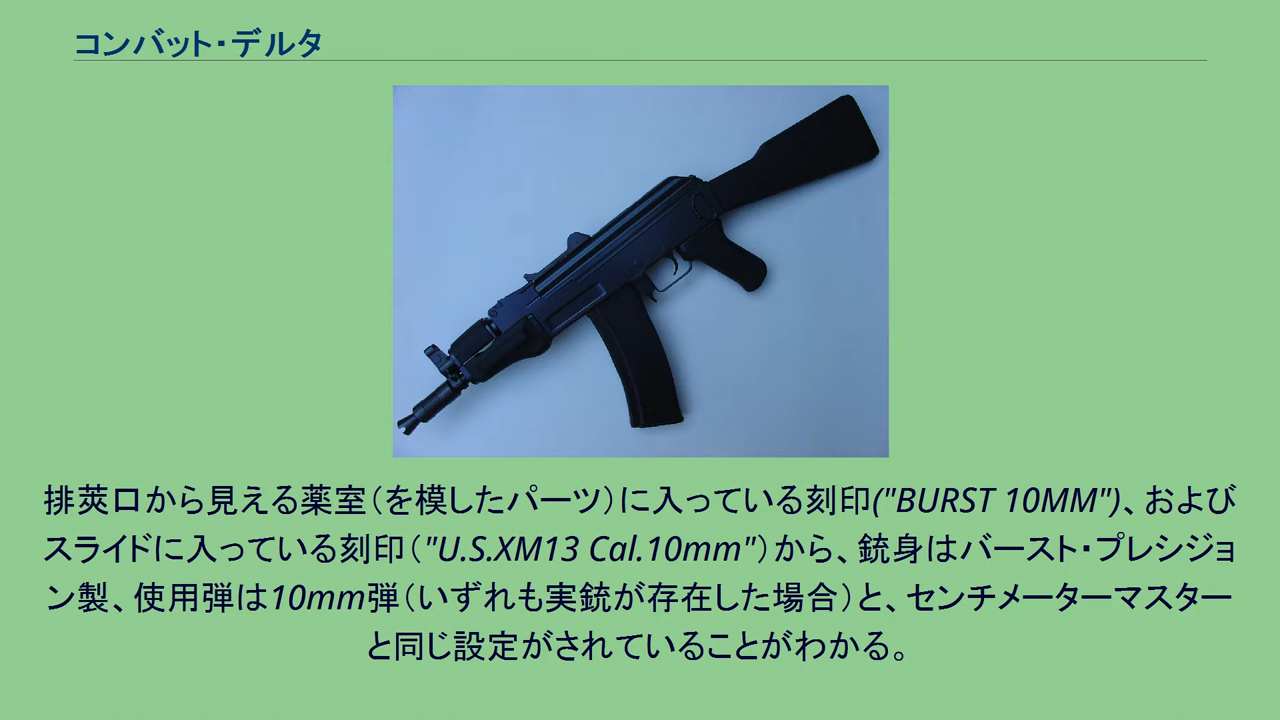 コンバット・デルタ
排莢口から見える薬室（を模したパーツ）に入っている刻印("BURST 10MM")、および
スライドに入っている刻印（"U.S.XM13 Cal.10mm"）から、銃身はバースト・プレシジョ
ン製、使用弾は10mm弾（いずれも実銃が存在した場合）と、センチメーターマスター
と同じ設定がされていることがわかる。